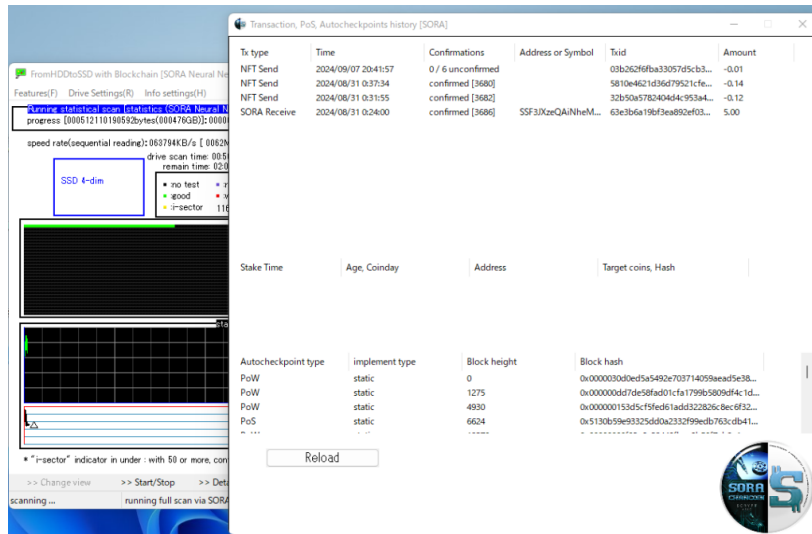 Transaction, PoS, Autocheckpoints history [SORA]
Tx type Time Confirmations Address or Symbol Txid Amount
NFT Send 2024/09/07 20:41:57 0 / 6 unconfirmed 03b262f6fba33057d5cb3... -0.01
NFT Send 2024/08/31 0:37:34 confirmed [3680] 5810e4621d36d79521cfe... -0.14
NFT Send 2024/08/31 0:31:55 confirmed [3682] 32b50a5782404d4c953a4... -0.12
SORA Receive 2024/08/31 0:24:00 confirmed [3686] SSF3JXzeQAiNheM... 63e3b6a19bf3ea892ef03... 5.00
Stake Time Age, Coinday Address Target coins, Hash
Autocheckpoint type implement type Block height Block hash
PoW static 0 0x0000030d0ed5a5492e703714059aead5e38...
PoW static 1275 0x000000dd7de58fad01cfa1799b5809df4c1d...
PoW static 4930 0x000000153d5cf5fed61add322826c8ec6f32...
PoS static 6624 0x5130b59e93325dd0a2332f99edb763cdb41...
Reload
SORA
FromHDDtoSSD with Blockchain [SORA Neural Ne
Features(F) Drive Settings(R) Info settings(H)
Running statistical scan [statistics (SORA Neural N
progress [000512110190592bytes(000476GB)]: 0000
speed rate(sequential reading): 063794KB/s [ 0062M
drive scan time: 00:5
remain time: 02:0
SSD 4-dim
:no test
:good
:i-sector 116
sta
* "i-sector" indicator in under : with 50 or more, con
>> Change view >> Start/Stop >> Deta
scanning ... running full scan via SORA